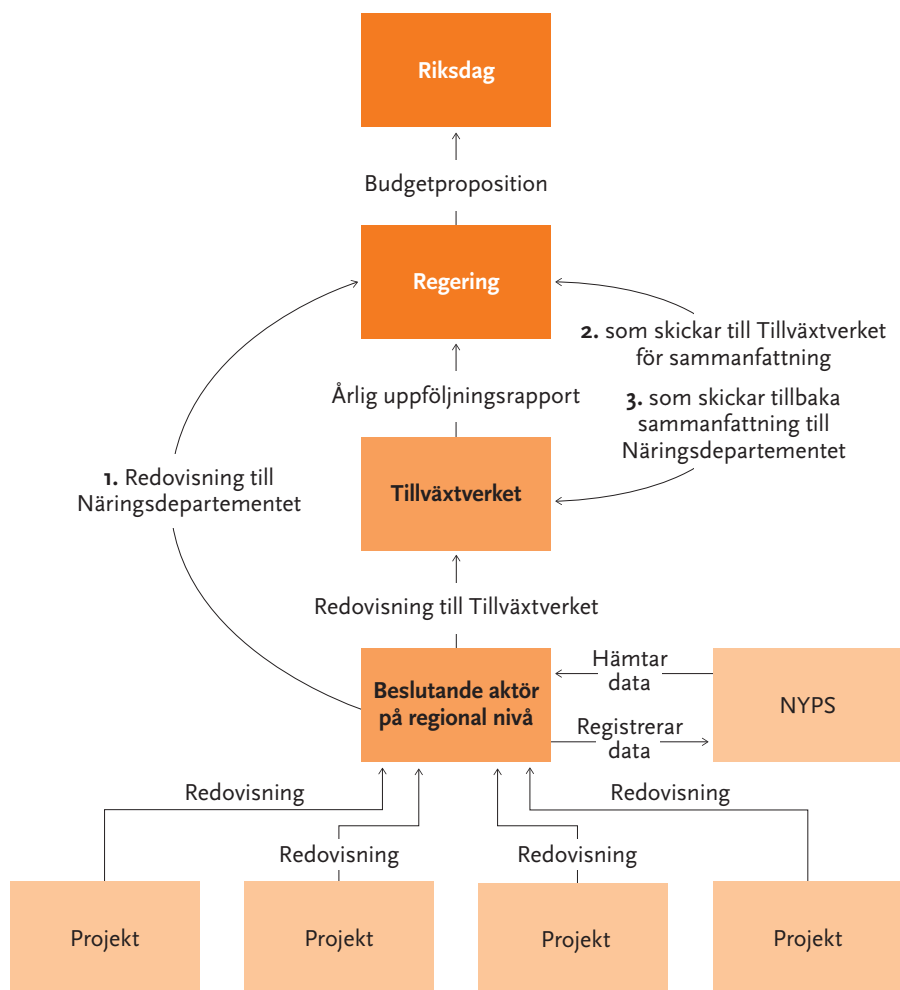 Riksdag
Budgetproposition
Regering
2. som skickar till Tillväxtverket
för sammanfattning
Årlig uppföljningsrapport
3. som skickar tillbaka
sammanfattning till
Näringsdepartementet
1. Redovisning till
Näringsdepartementet
Tillväxtverket
Redovisning till Tillväxtverket
Beslutande aktör
på regional nivå
Hämtar
data
NYPS
Registrerar
data
Redovisning
Redovisning
Redovisning
Redovisning
Projekt
Projekt
Projekt
Projekt